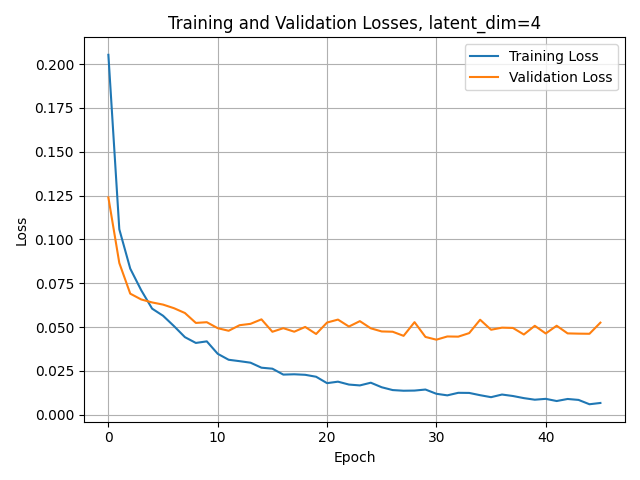 Training and Validation Losses, latent_dim=4
Training Loss
Validation Loss
0.200
0.175
0.150
0.125
0.100
0.075
0.050
0.025
0.000
Loss
0 10 20 30 40
Epoch